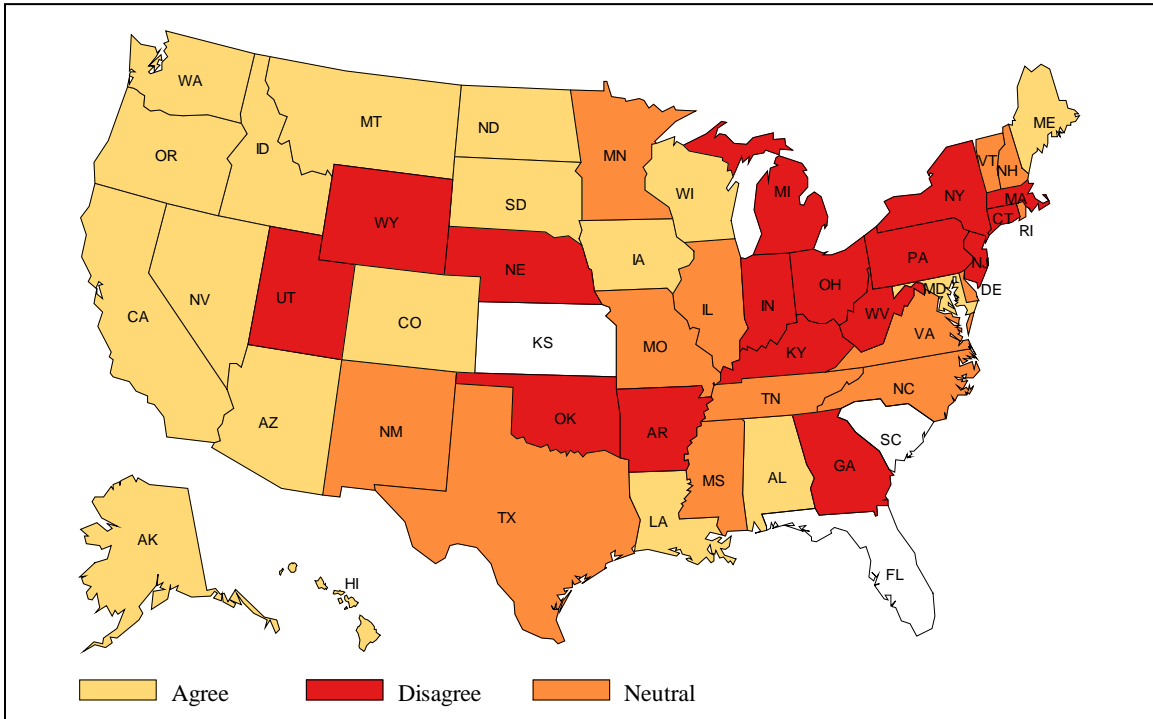 WA
ME
MT
ND
VT
OR
ID
MN
NH
WI
MI
NY
MA
SD
WY
CT
RI
IA
PA
NE
NJ
UT
NV
OH
MD
DE
IN
CA
CO
IL
WV
VA
KS
MO
KY
NC
TN
AZ
OK
NM
AR
SC
GA
MS
AL
TX
LA
AK
HI
FL
Agree
Disagree
Neutral